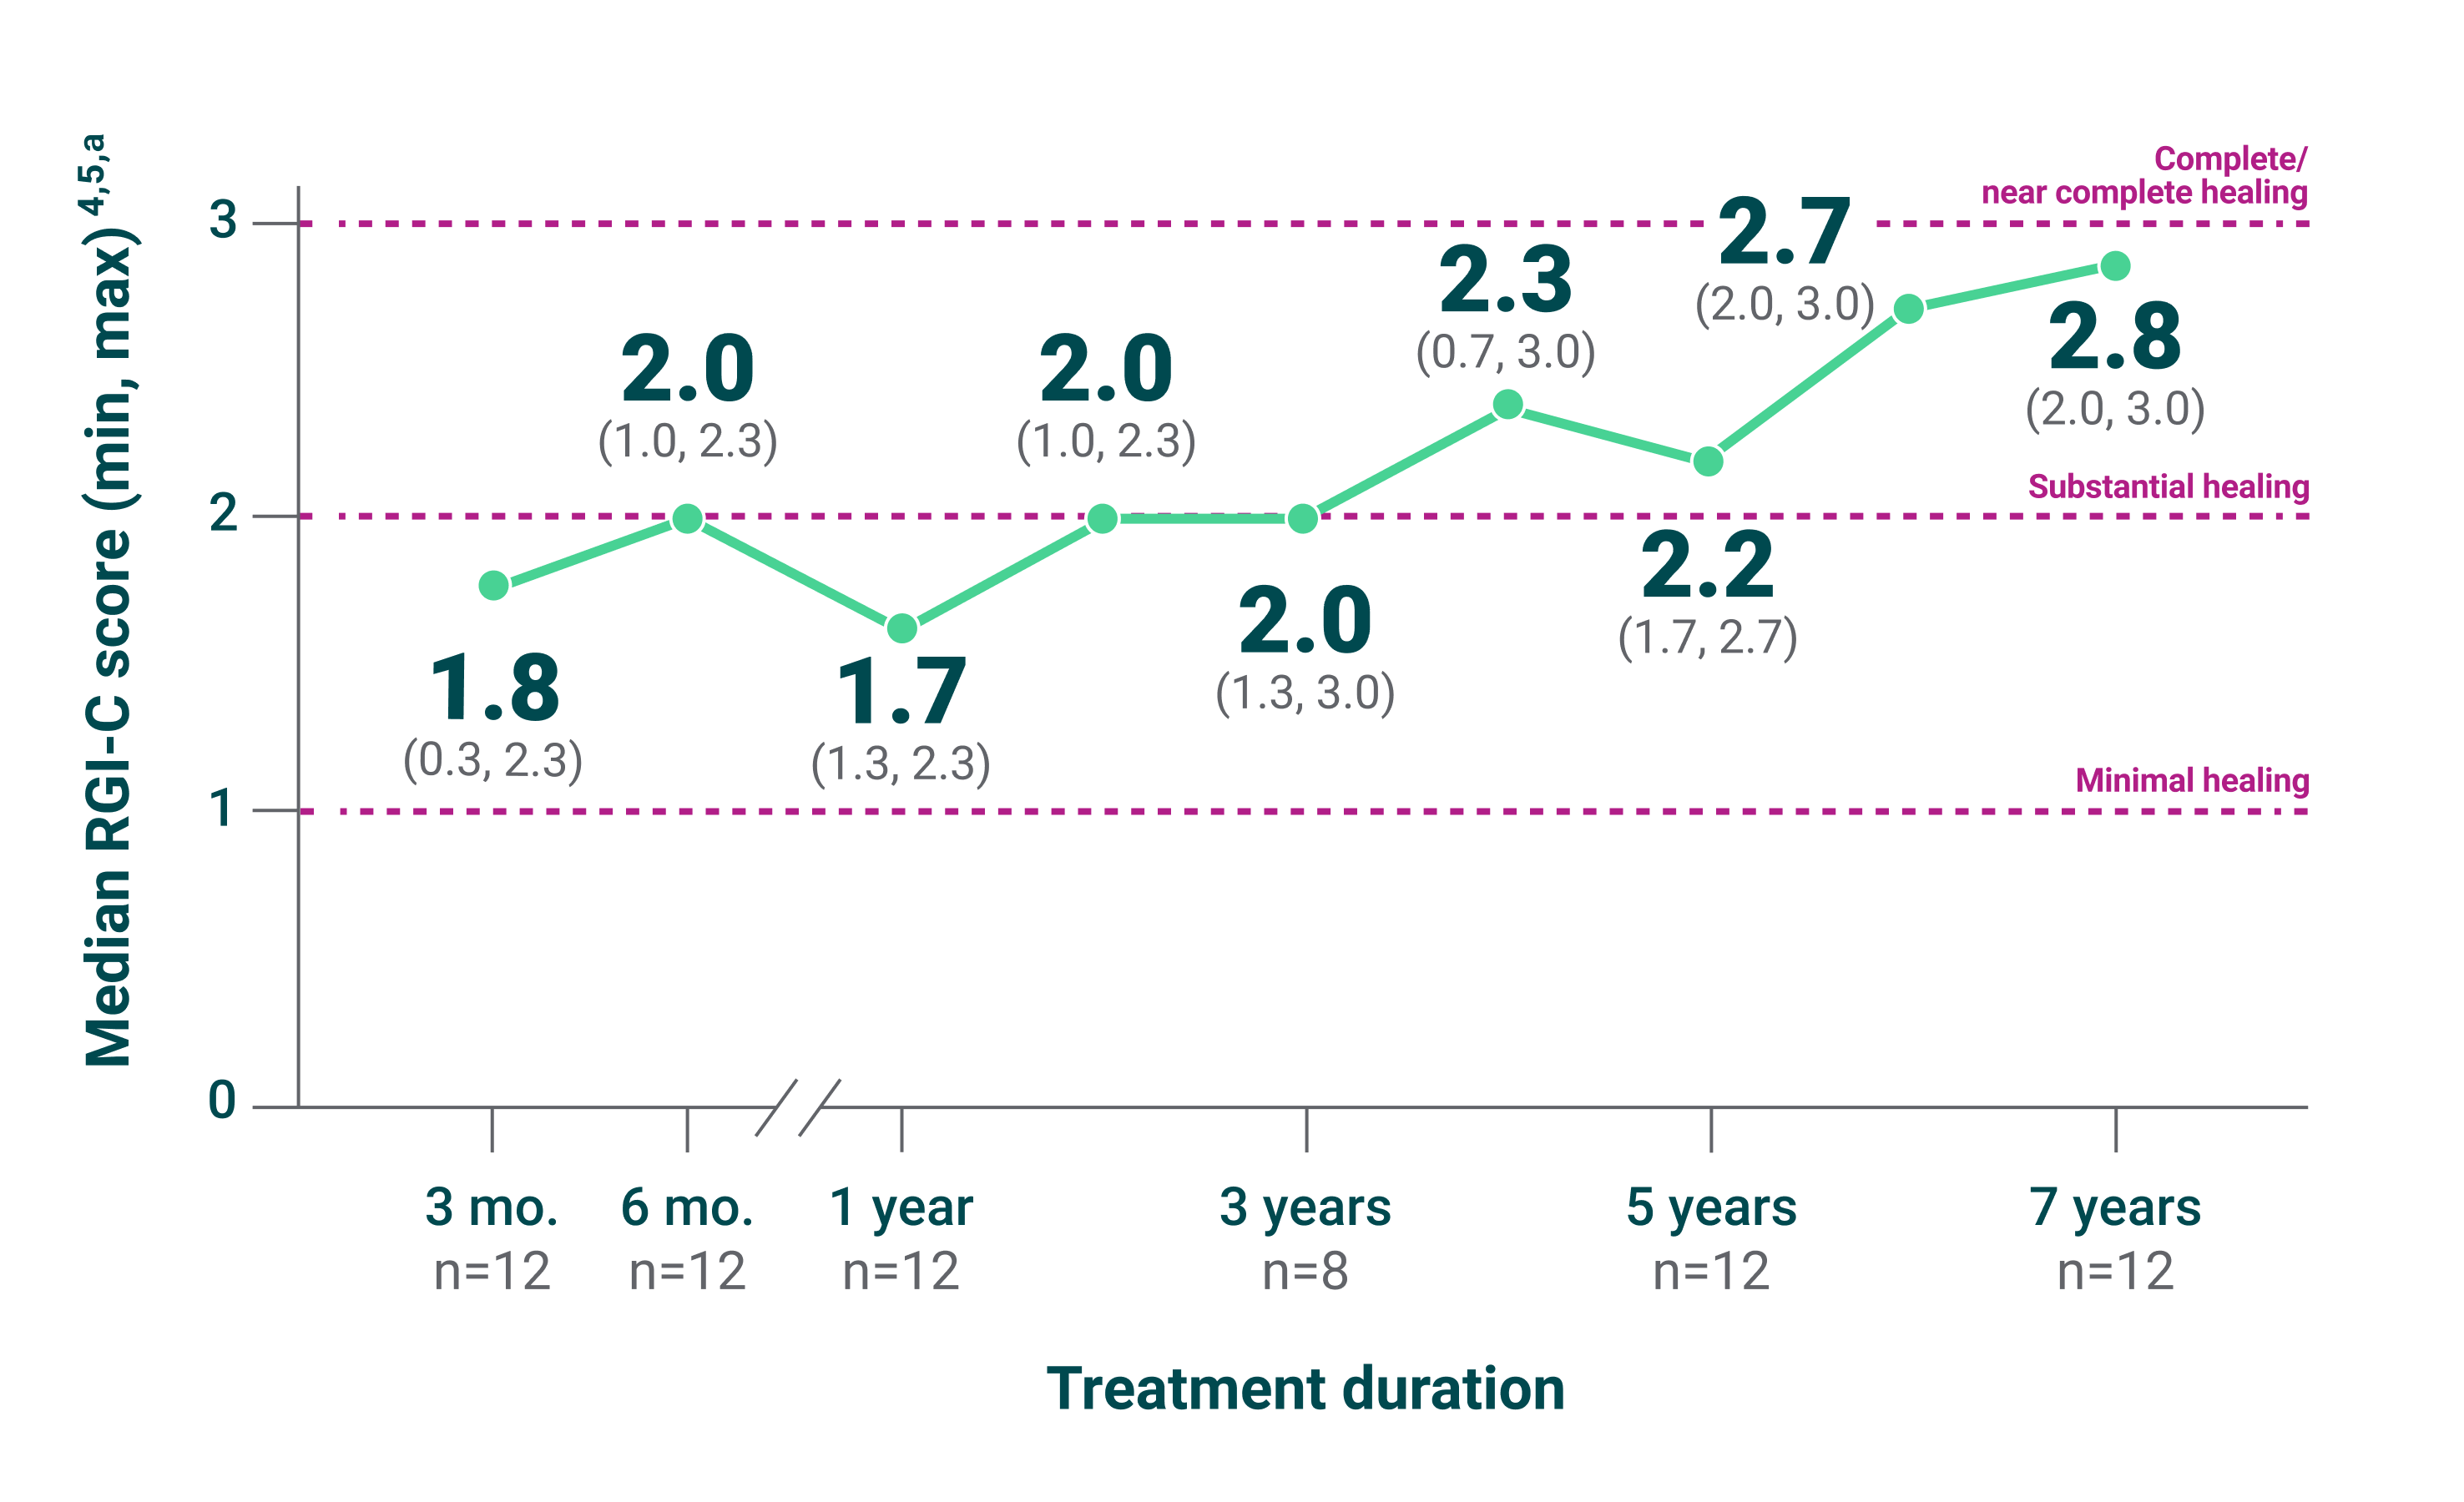 Median RGI-C score (min, max) 4,5,a
3
2
1
0
Complete/
near complete healing
Substantial healing
Minimal healing
1.8
(0.3, 2.3)
2.0
(1.0, 2.3)
1.7
(1.3, 2.3)
2.0
(1.0, 2.3)
2.0
(1.3, 3.0)
2.3
(0.7, 3.0)
2.2
(1.7, 2.7)
2.7
(2.0, 3.0)
2.8
(2.0, 3.0)
3 mo.
n=12
6 mo.
n=12
1 year
n=12
3 years
n=8
5 years
n=12
7 years
n=12
Treatment duration